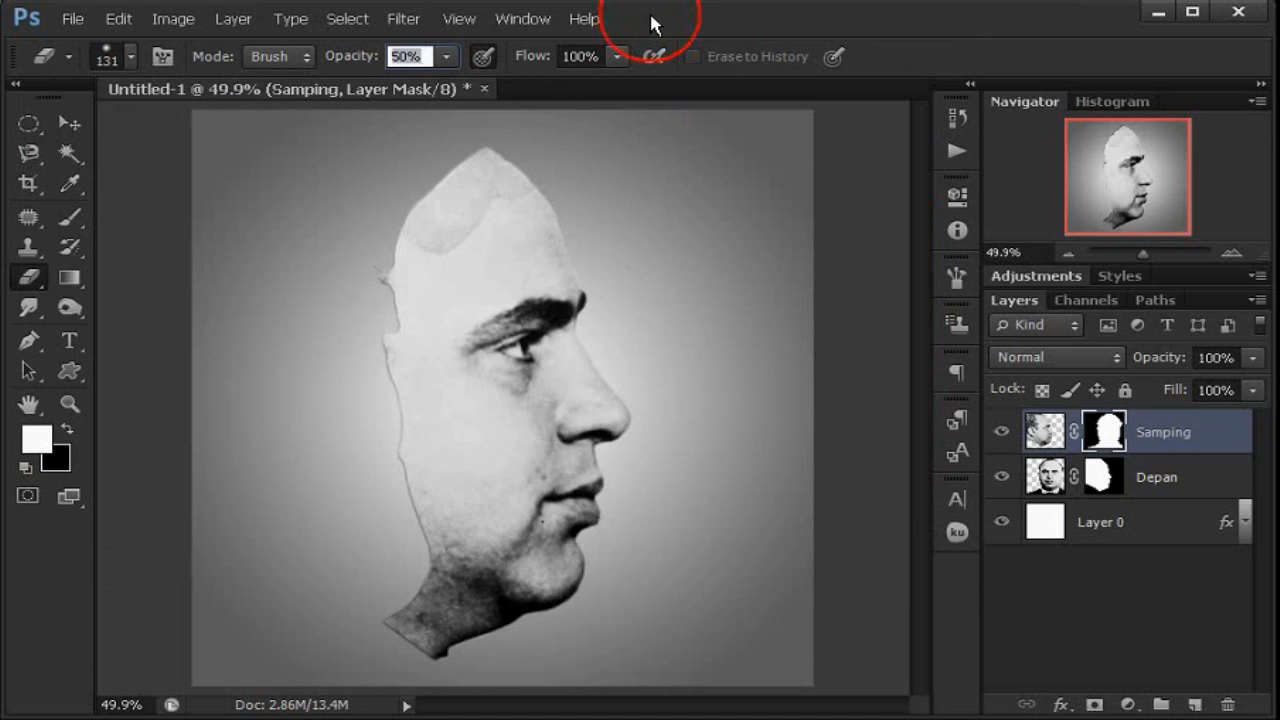 Ps File Edit Image Layer Type Select Filter View Window Help
131 Mode: Brush Opacity: 50% Flow: 100% Erase to History
Untitled-1 @ 49.9% (Samping, Layer Mask/8) * ×
Navigator Histogram
49.9%
Adjustments Styles
Layers Channels Paths
Kind
Normal Opacity: 100%
Lock: Fill: 100%
Samping
Depan
Layer 0 fx
49.9% Doc: 2.86M/13.4M